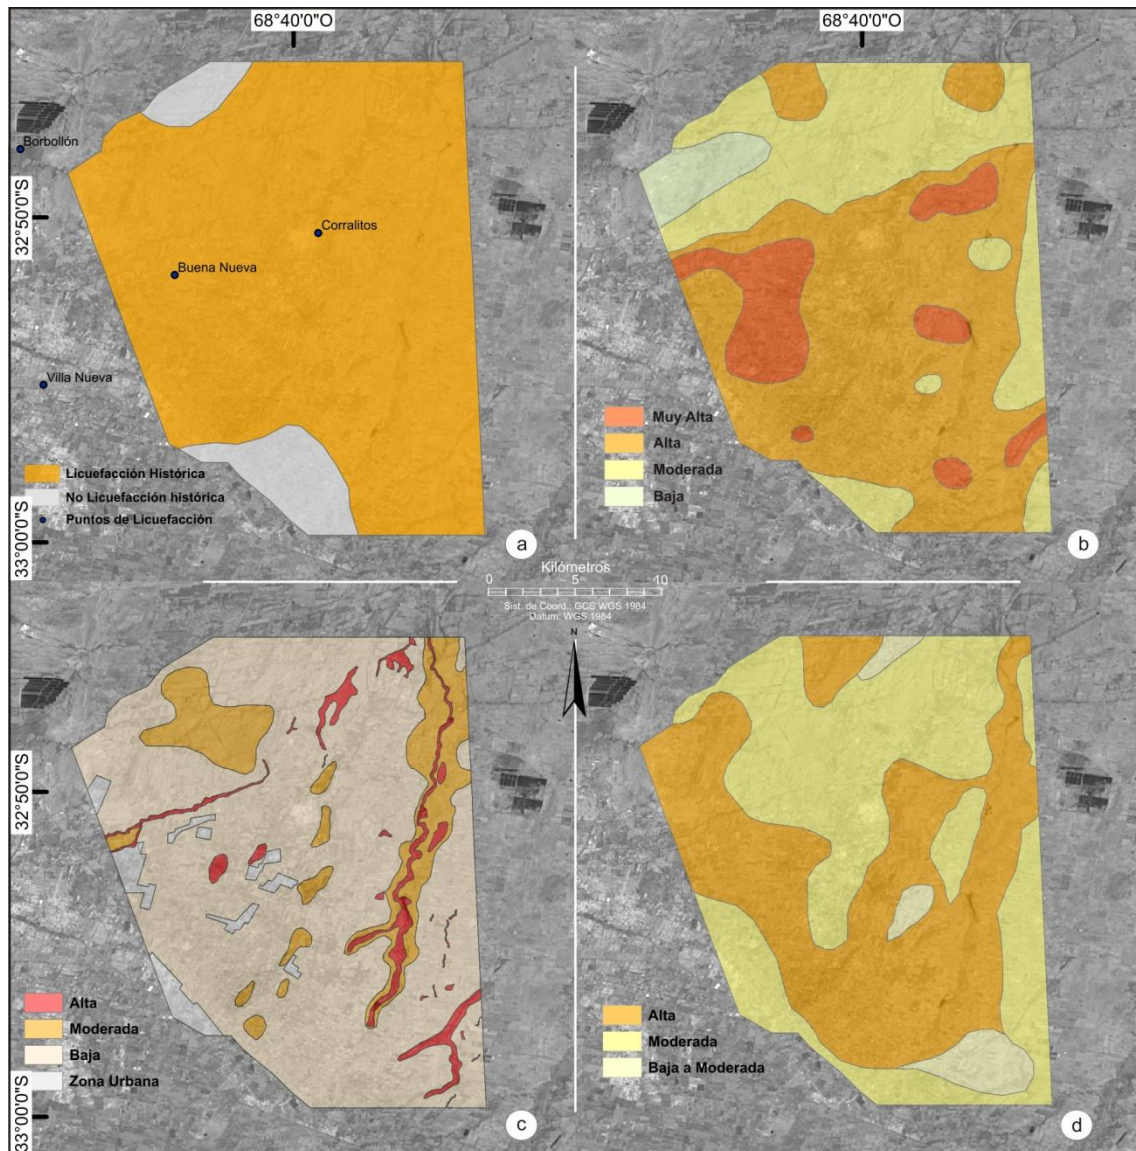 68°40'0"O
68°40'0"O
Borbollón
32°50'0"S
Corralitos
Buena Nueva
Villa Nueva
Licuefacción Histórica
No Licuefacción histórica
Puntos de Licuefacción
33°00'0"S
a
Muy Alta
Alta
Moderada
Baja
b
Kilómetros
0 5 10
Sist. de Coord.: GCS WGS 1984
Datum: WGS 1984
N
32°50'0"S
Alta
Moderada
Baja
Zona Urbana
33°00'0"S
c
Alta
Moderada
Baja a Moderada
d